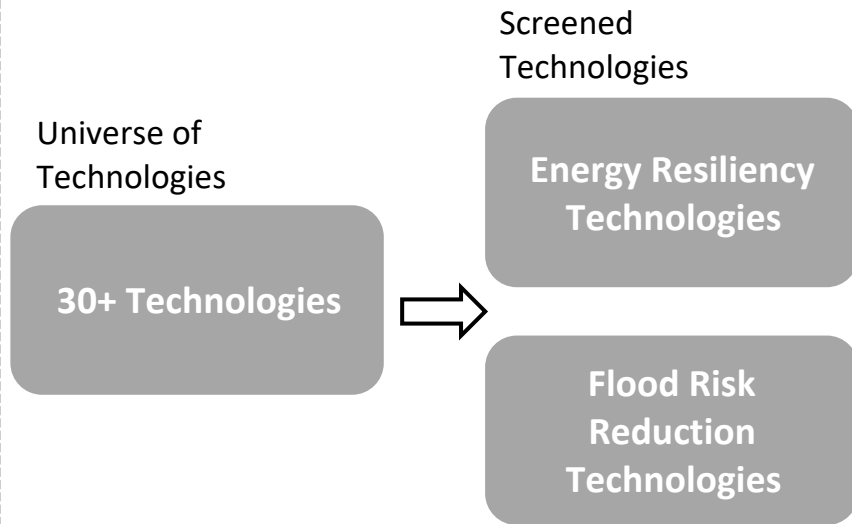 Universe of
Technologies
30+ Technologies
Screened
Technologies
Energy Resiliency
Technologies
Flood Risk
Reduction
Technologies